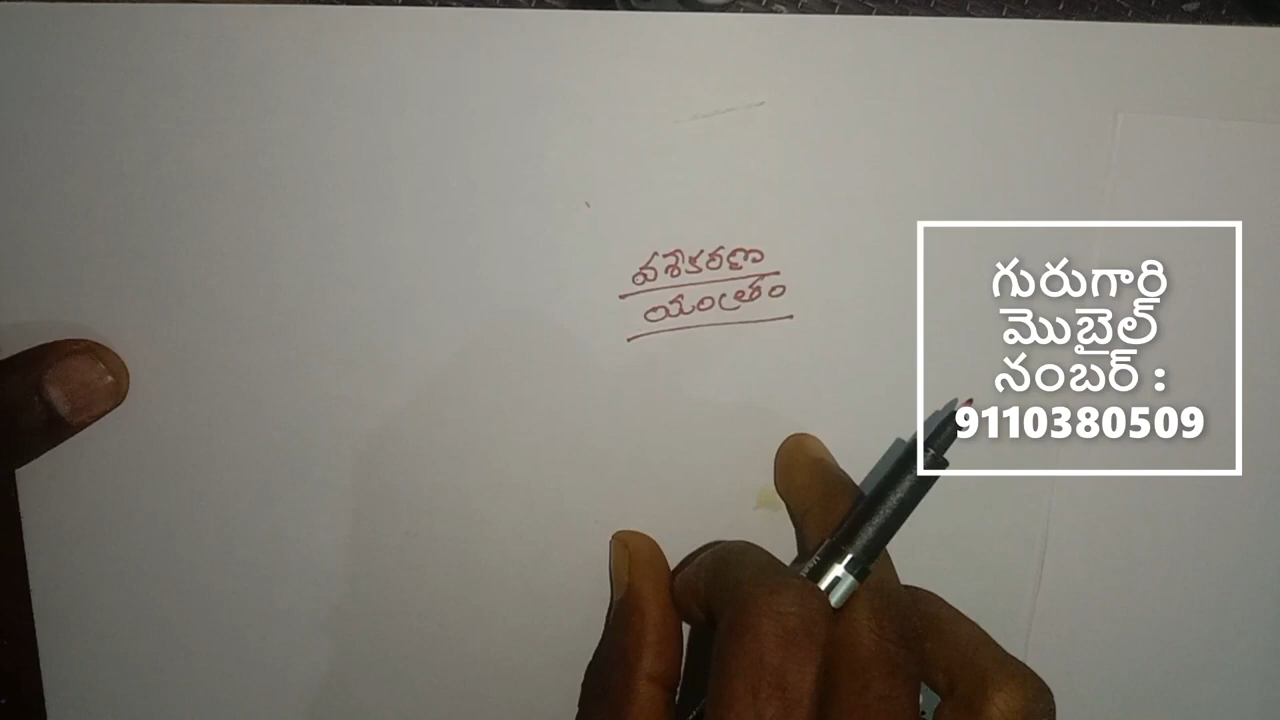 వశీకరణ
యంత్రం
గురుగారి
మొబైల్
నంబర్ :
9110380509